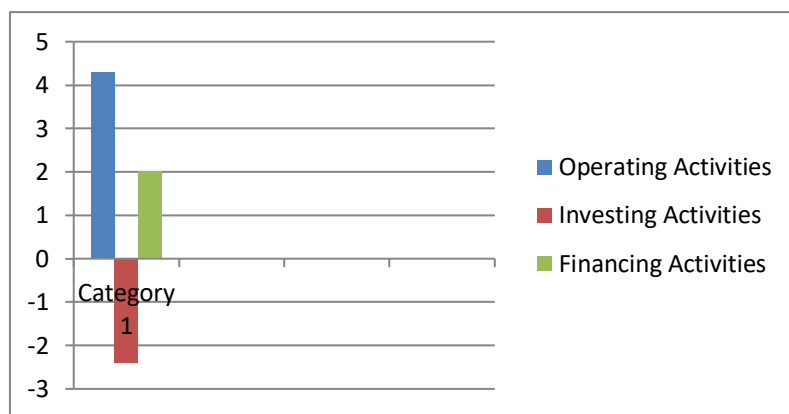 5
4
3
2
1
0
-1
-2
-3
Category
1
Operating Activities
Investing Activities
Financing Activities